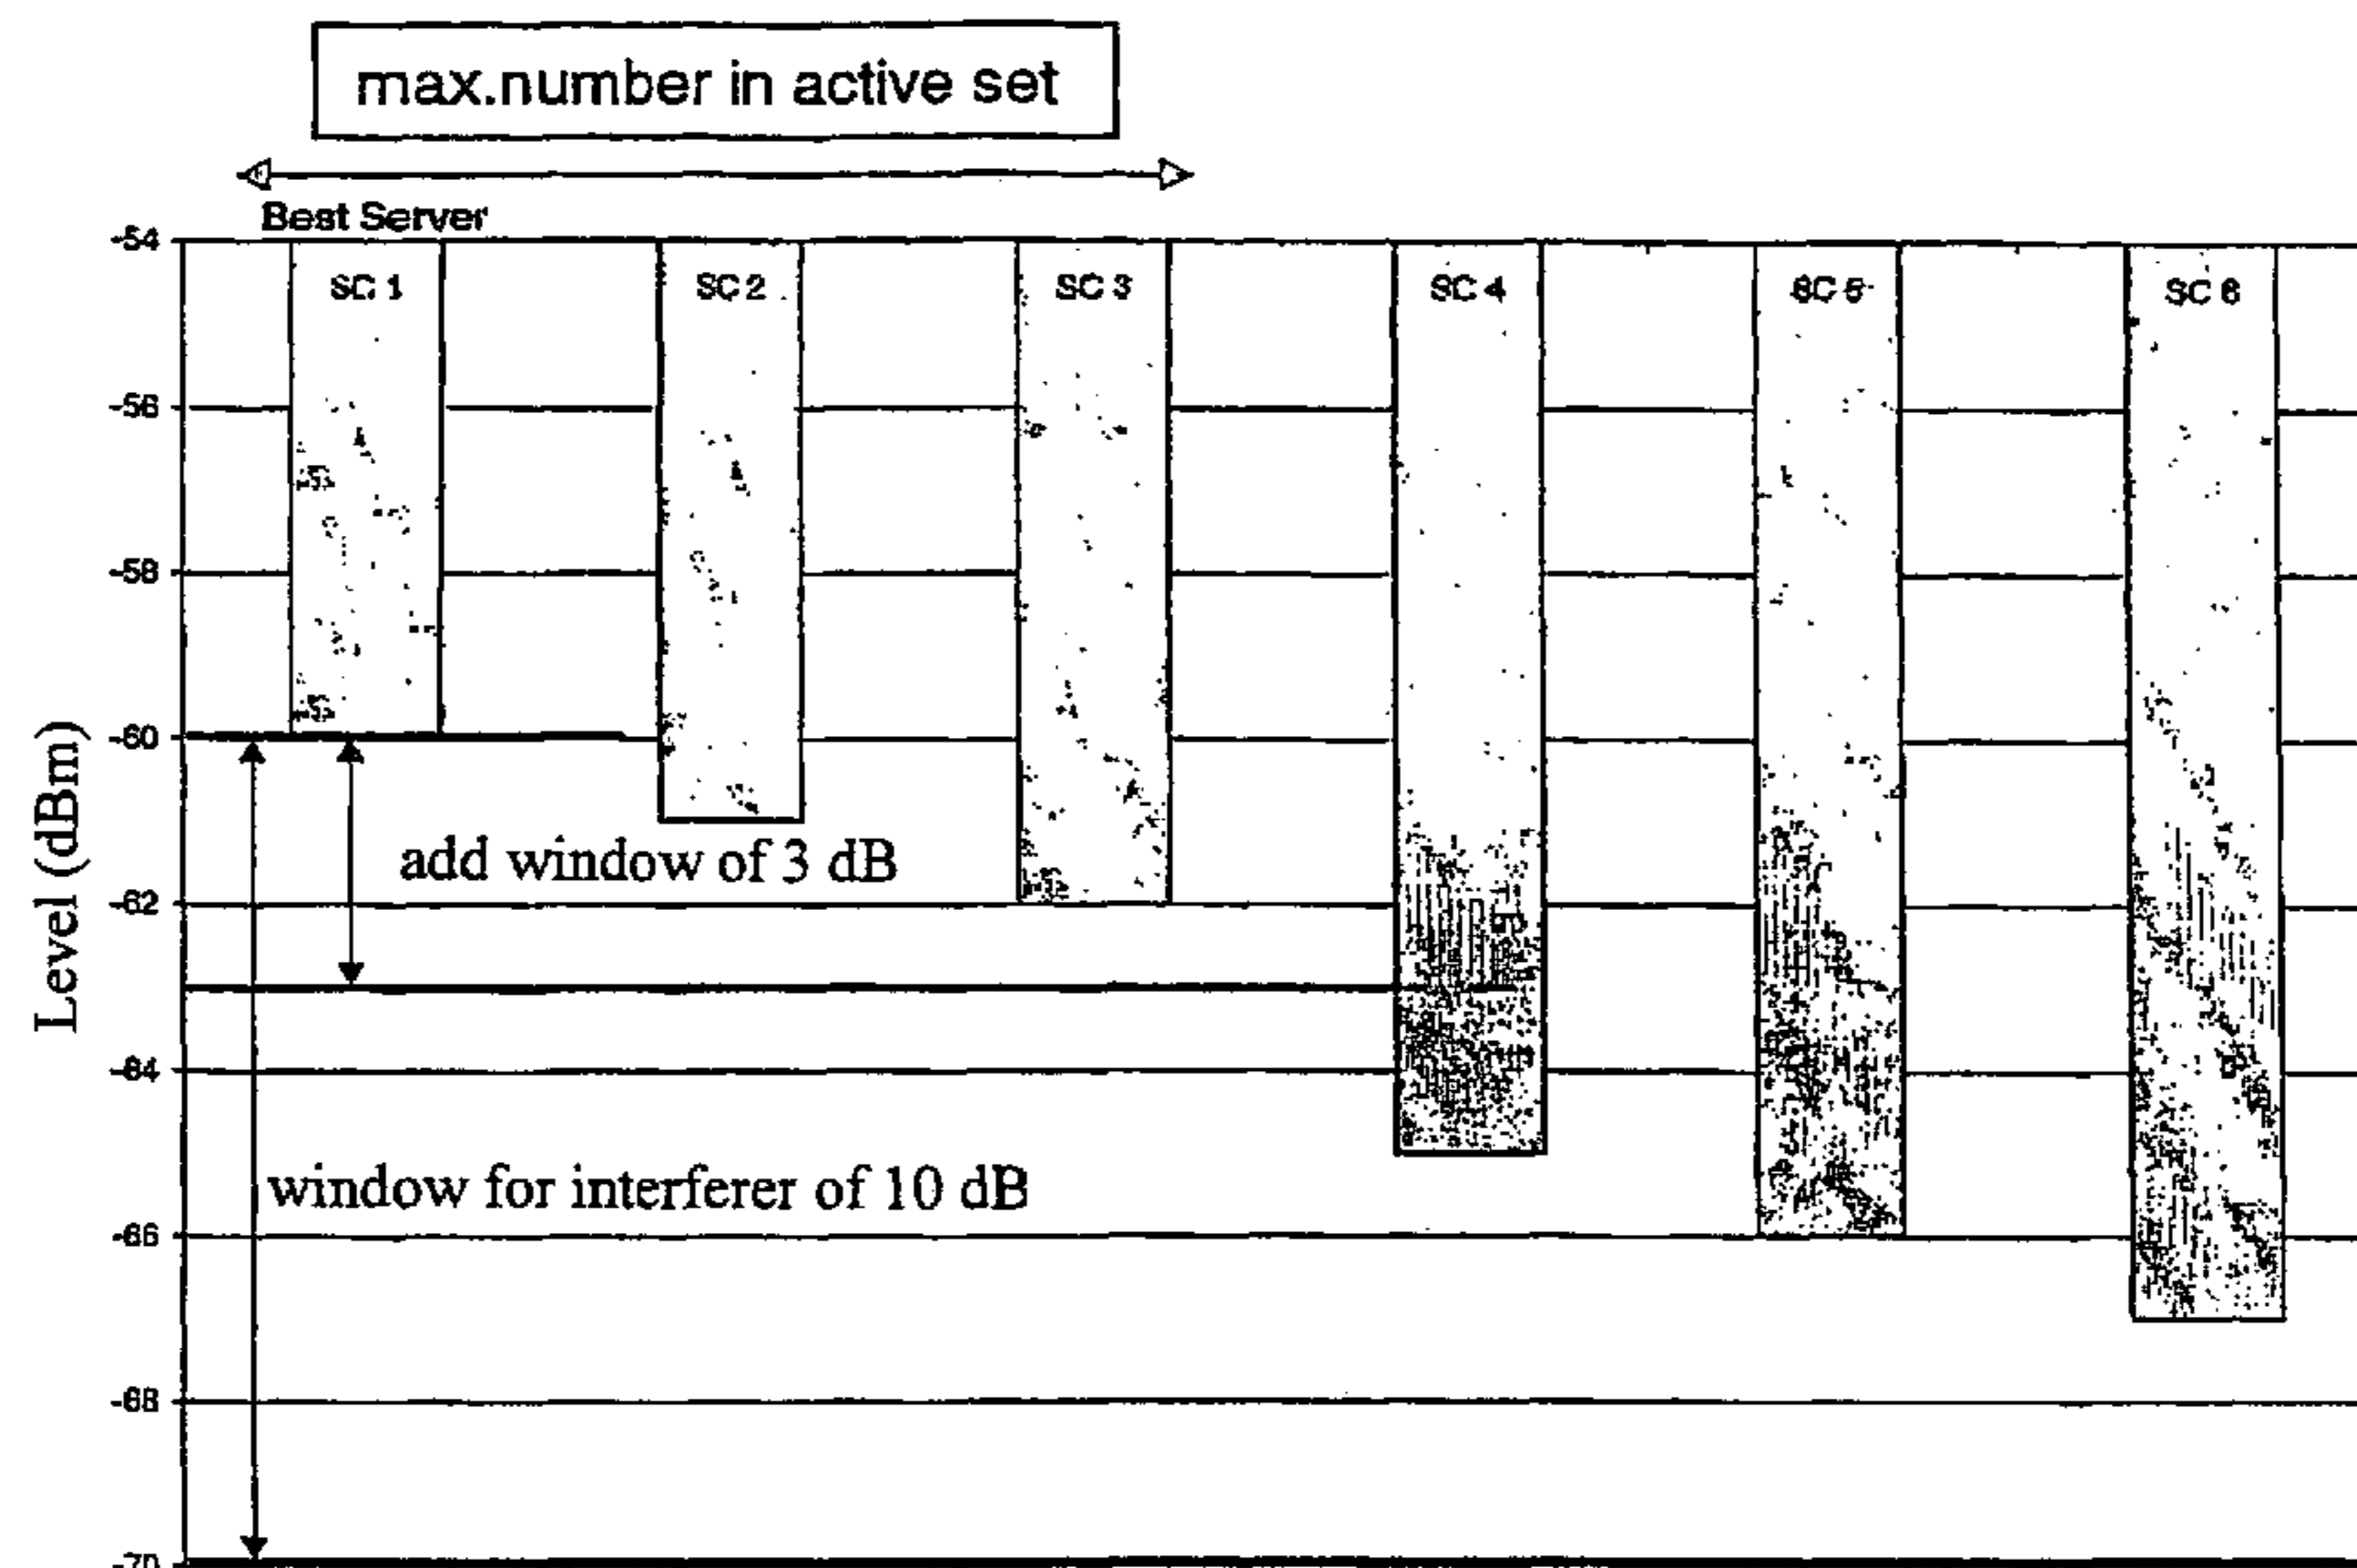 max.number in active set
Best Server
-54
SC 1
SC 2
SC 3
SC 4
SC 5
SC 6
-56
-58
-60
Level (dBm)
add window of 3 dB
-62
-64
window for interferer of 10 dB
-66
-68
-70